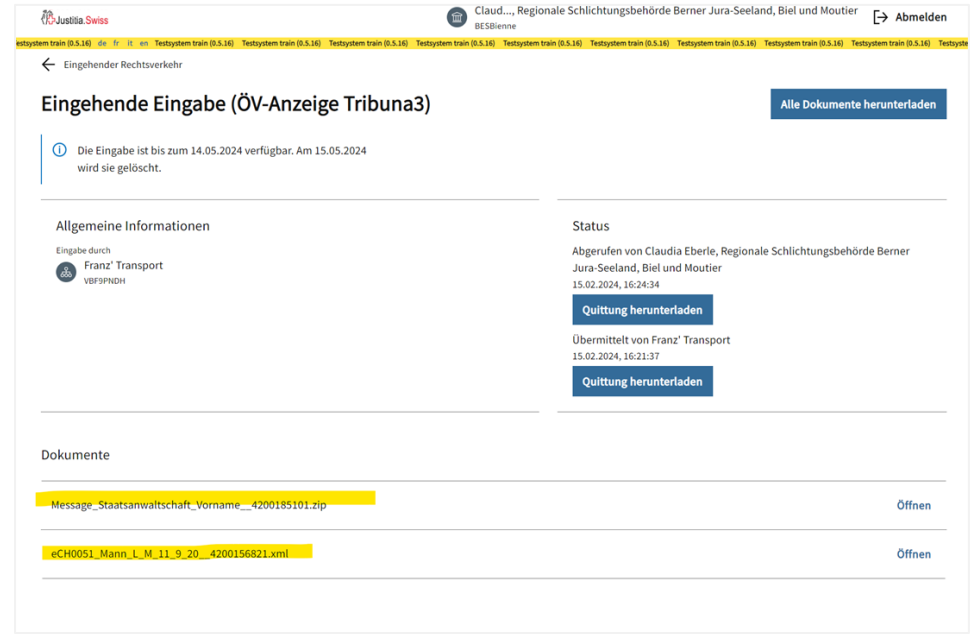 Justitia.Swiss
Claud..., Regionale Schlichtungsbehörde Berner Jura-Seeland, Biel und Moutier
BESBienne
Abmelden
estsystem train (0.5.16) de fr it en Testsystem train (0.5.16) Testsystem train (0.5.16) Testsystem train (0.5.16) Testsystem train (0.5.16) Testsystem train (0.5.16) Testsystem train (0.5.16) Testsystem train (0.5.16) Testsystem train (0.5.16) Testsystem train (0.5.16) Testsyste
Eingehender Rechtsverkehr
Eingehende Eingabe (ÖV-Anzeige Tribuna3)
Alle Dokumente herunterladen
Die Eingabe ist bis zum 14.05.2024 verfügbar. Am 15.05.2024
wird sie gelöscht.
Allgemeine Informationen
Eingabe durch
Franz' Transport
VBF9PNDH
Status
Abgerufen von Claudia Eberle, Regionale Schlichtungsbehörde Berner
Jura-Seeland, Biel und Moutier
15.02.2024, 16:24:34
Quittung herunterladen
Übermittelt von Franz' Transport
15.02.2024, 16:21:37
Quittung herunterladen
Dokumente
Message_Staatsanwaltschaft_Vorname__4200185101.zip
Öffnen
eCH0051_Mann_L_M_11_9_20__4200156821.xml
Öffnen